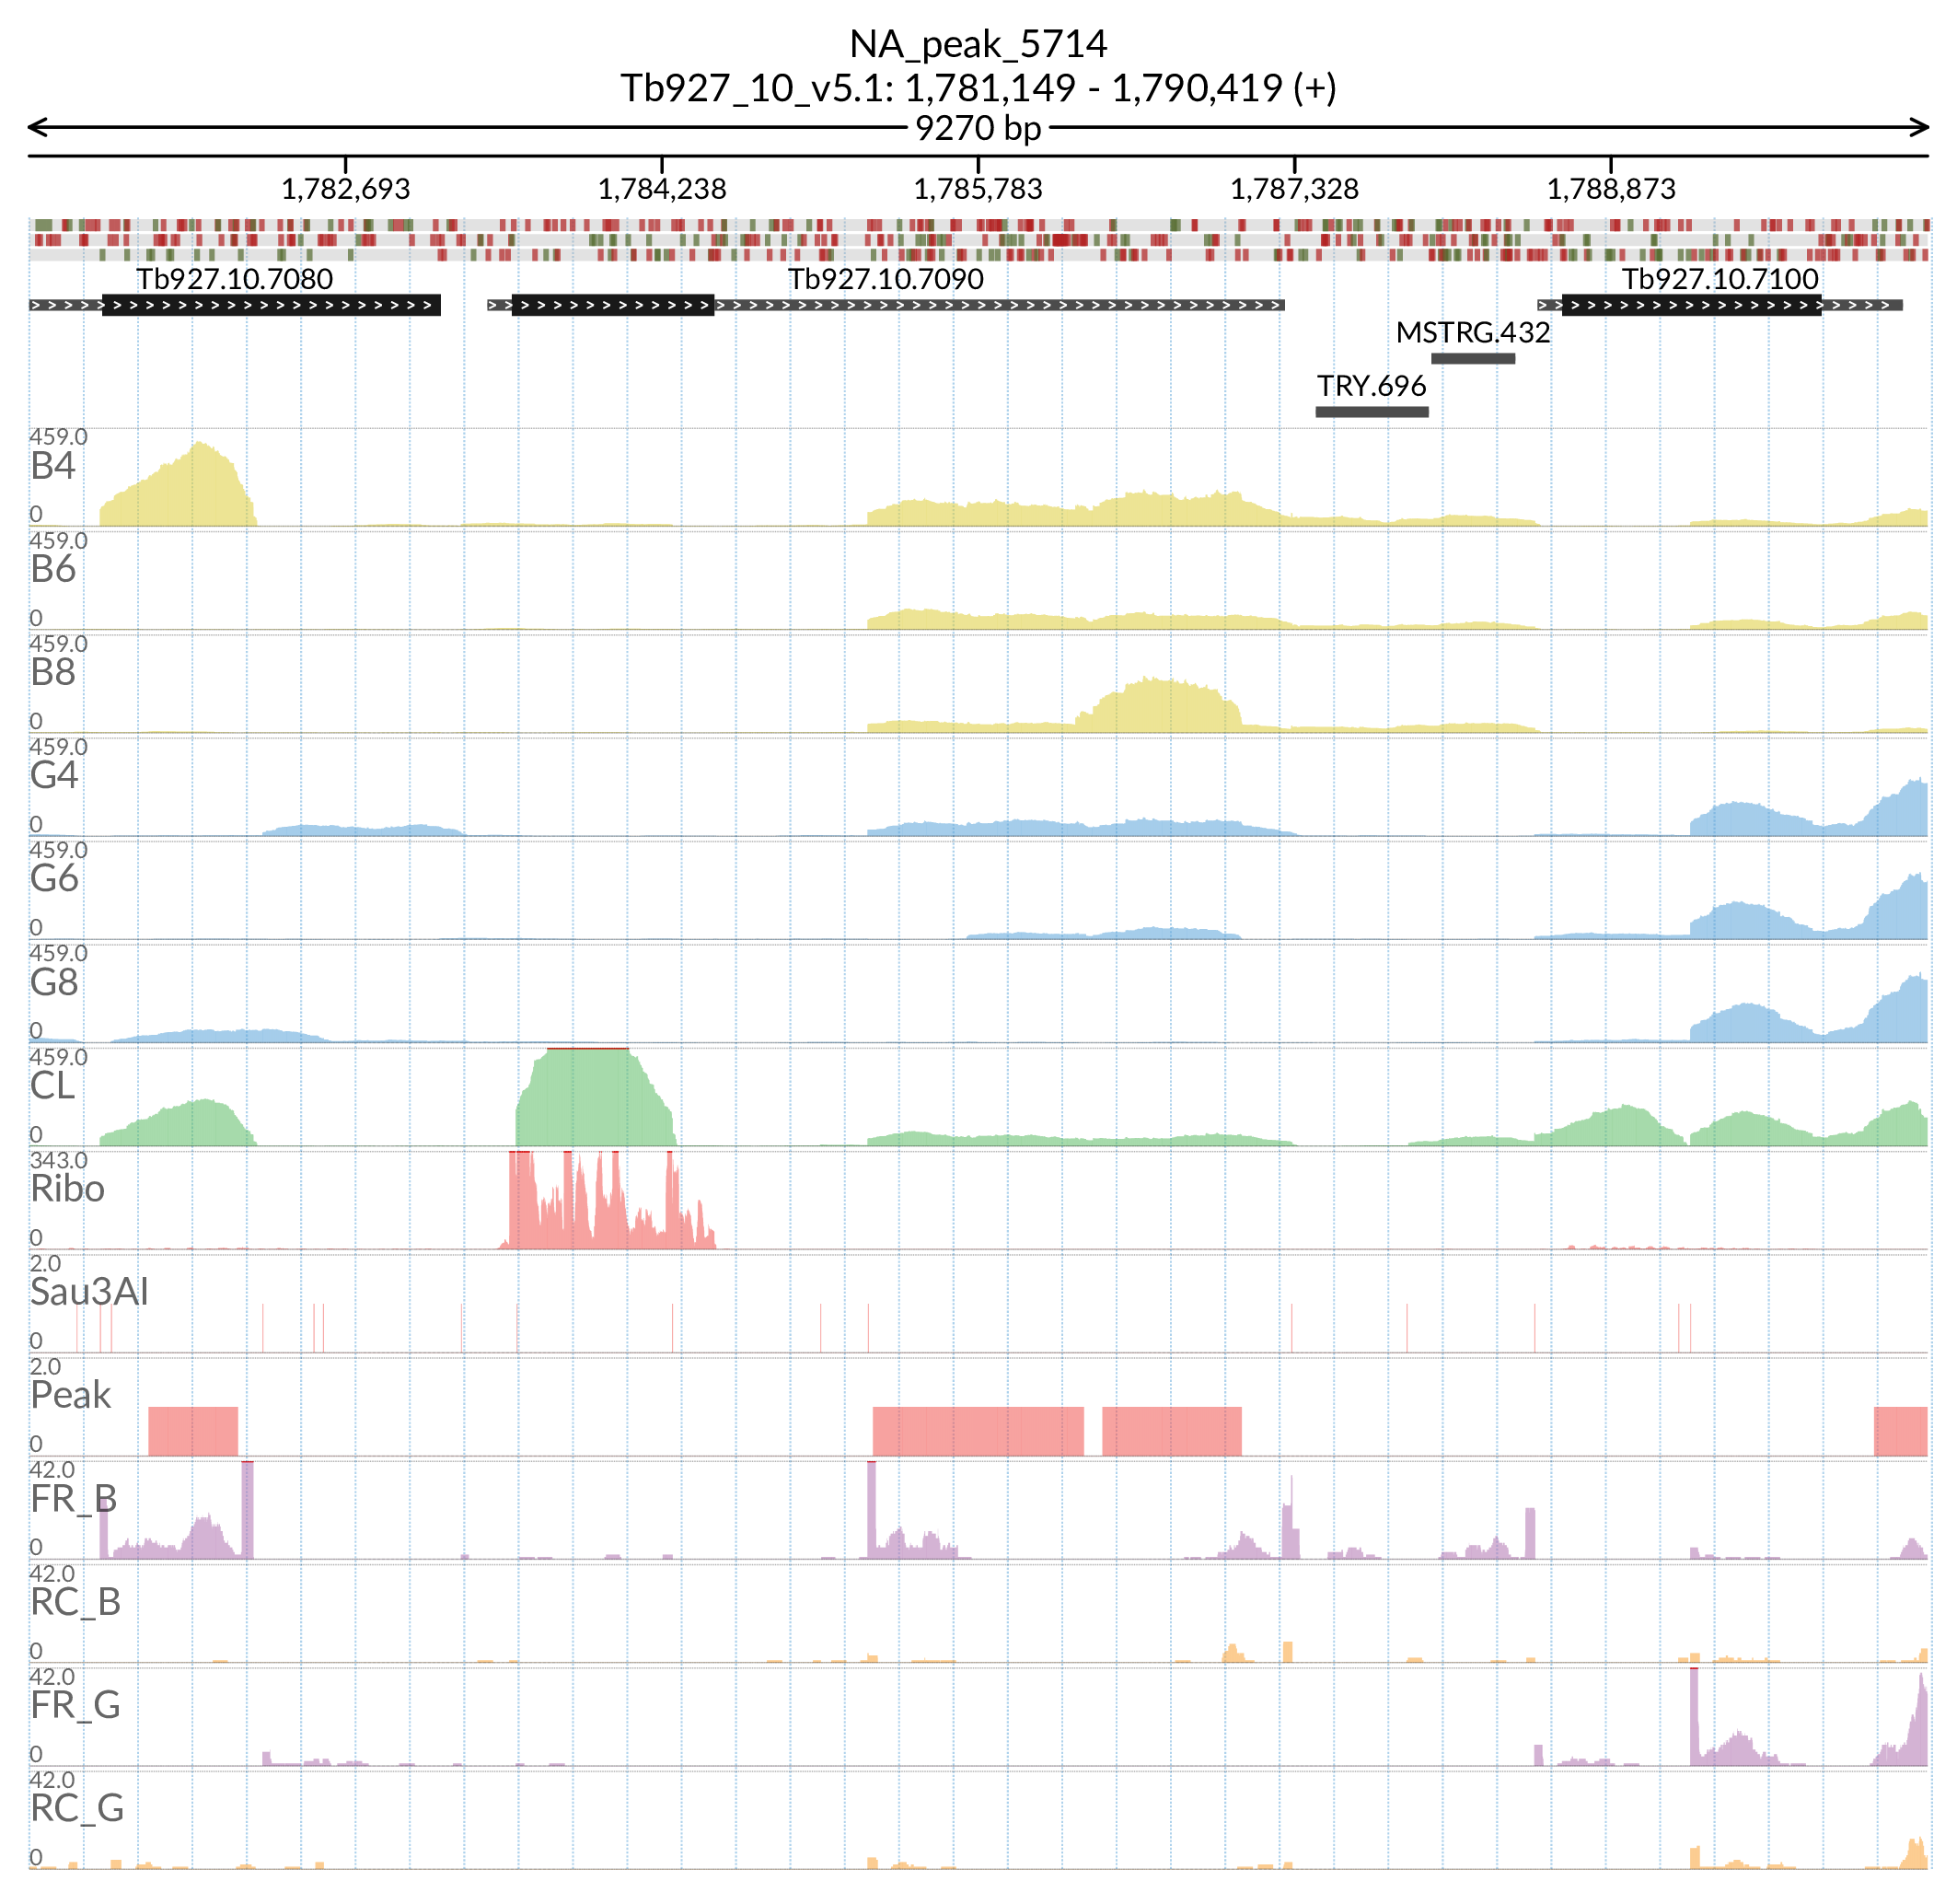 NA_peak_5714
Tb927_10_v5.1: 1,781,149 - 1,790,419 (+)
9270 bp
1,782,693 1,784,238 1,785,783 1,787,328 1,788,873
Tb927.10.7080 Tb927.10.7090 Tb927.10.7100
MSTRG.432
TRY.696
459.0
B4
0
459.0
B6
0
459.0
B8
0
459.0
G4
0
459.0
G6
0
459.0
G8
0
459.0
CL
0
343.0
Ribo
0
2.0
Sau3AI
0
2.0
Peak
0
42.0
FR_B
0
42.0
RC_B
0
42.0
FR_G
0
42.0
RC_G
0